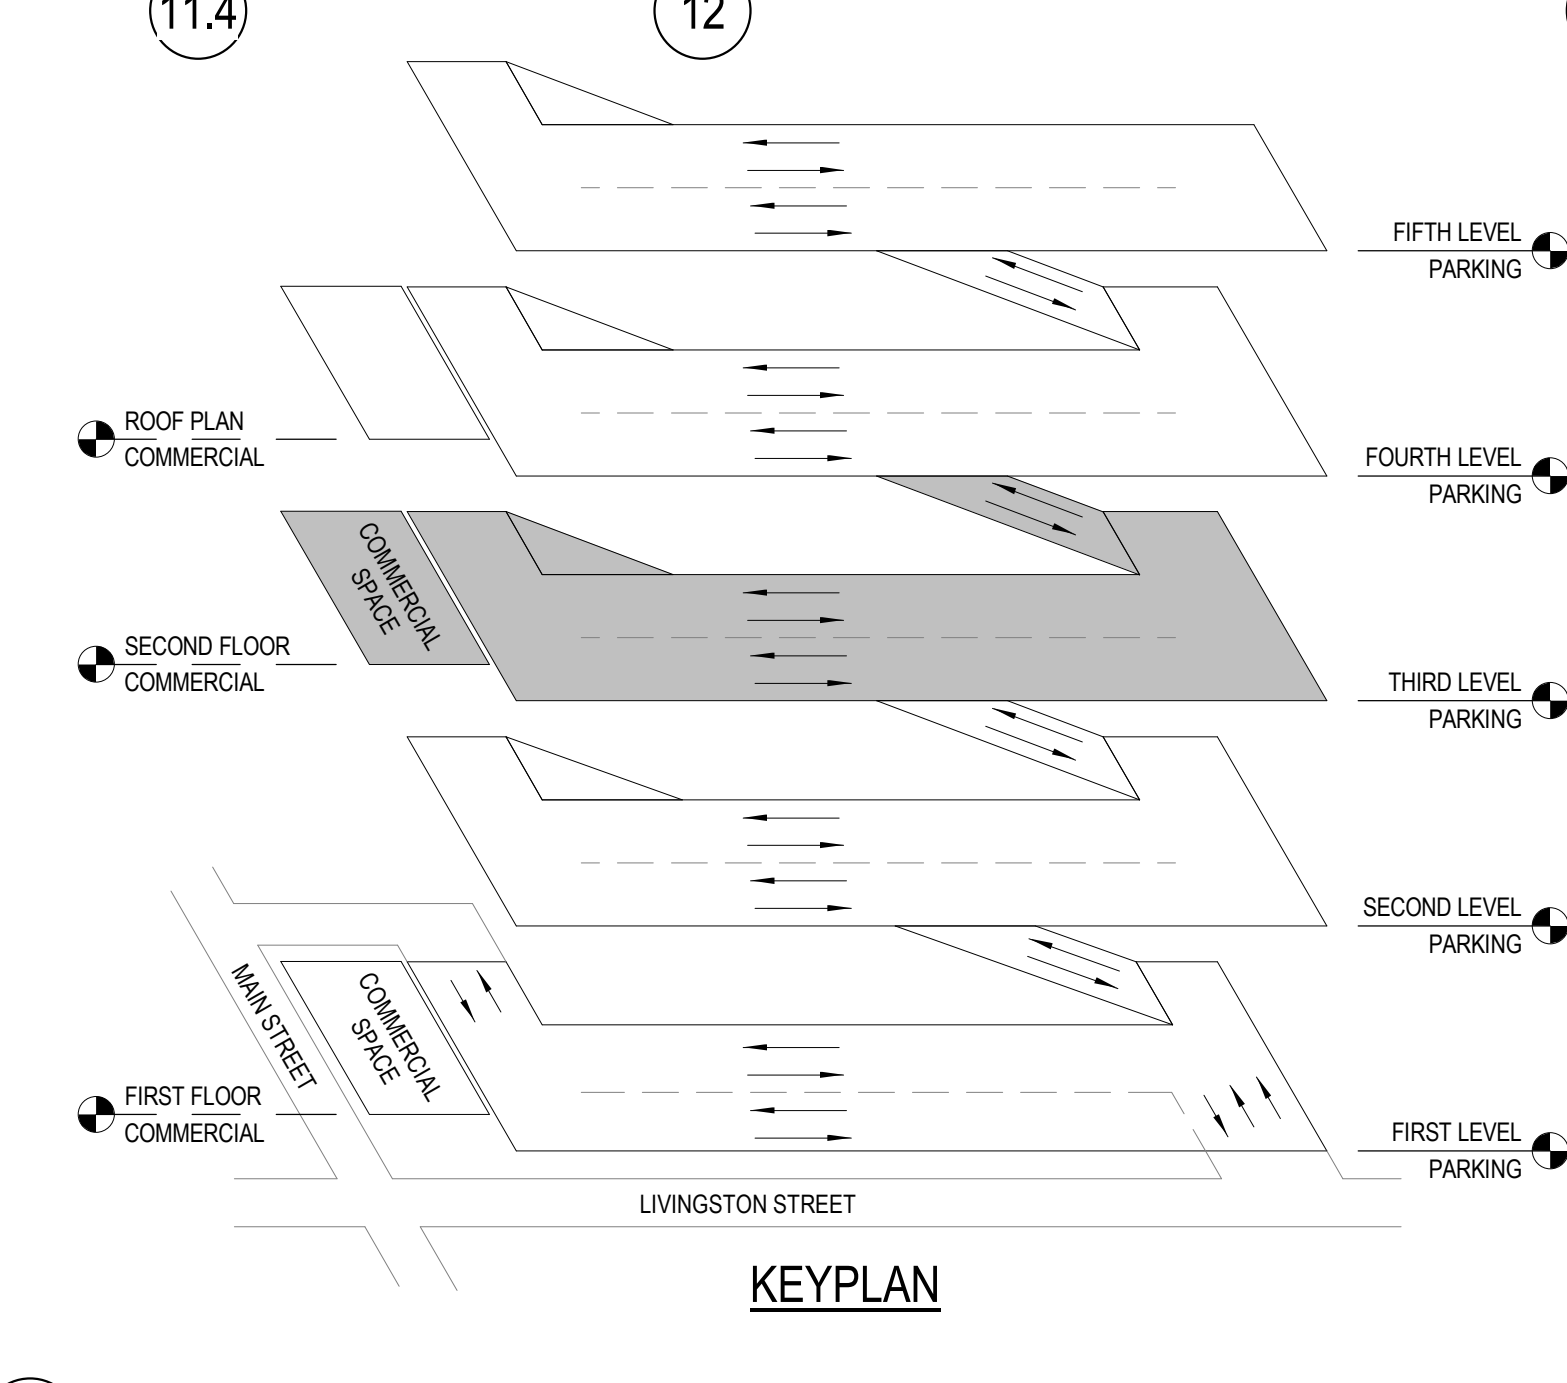 11.4
12
FIFTH LEVEL
PARKING
ROOF PLAN
COMMERCIAL
FOURTH LEVEL
PARKING
COMMERCIAL
SPACE
SECOND FLOOR
COMMERCIAL
THIRD LEVEL
PARKING
SECOND LEVEL
PARKING
MAIN STREET
COMMERCIAL
SPACE
FIRST FLOOR
COMMERCIAL
FIRST LEVEL
PARKING
LIVINGSTON STREET
KEYPLAN